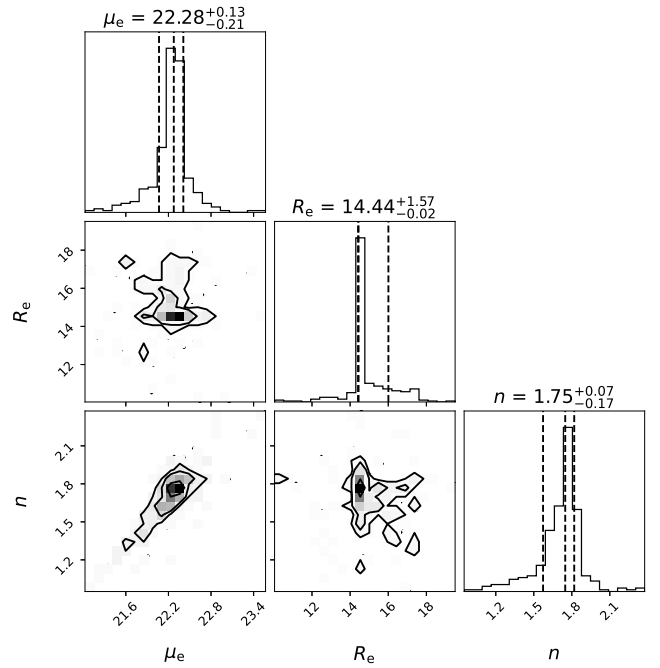 μe = 22.28+0.13−0.21
Re = 14.44+1.57−0.02
18
16
14
12
Re
n = 1.75+0.07−0.17
2.1
1.8
1.5
1.2
n
21.6 22.2 22.8 23.4
12 14 16 18
1.2 1.5 1.8 2.1
μe
Re
n